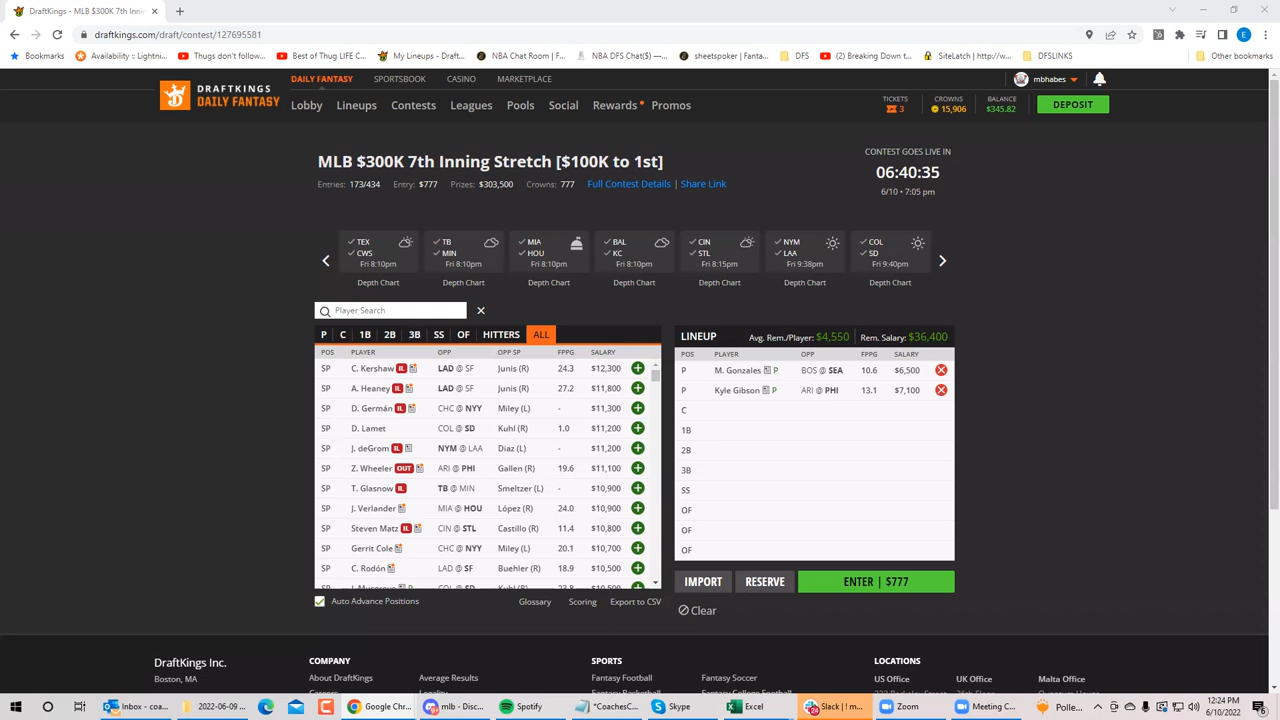 DraftKings - MLB $300K 7th Inning Stretch
draftkings.com/draft/contest/127695581
Bookmarks
Availability :: Lightni...
Thugs don't follow...
Best of Thug LIFE C...
My Lineups - Draft...
NBA Chat Room | ...
NBA DFS Chat($) —...
sheetspoker | Fanta...
DFS
(2) Breaking Down t...
SiteLatch | http://w...
DFSLINKS
Other bookmarks
DAILY FANTASY
SPORTSBOOK
CASINO
MARKETPLACE
mbhabes
DRAFTKINGS
DAILY FANTASY
Lobby
Lineups
Contests
Leagues
Pools
Social
Rewards
Promos
TICKETS
3
CROWNS
15,906
BALANCE
$345.82
DEPOSIT
MLB $300K 7th Inning Stretch [$100K to 1st]
Entries: 173/434 Entry: $777 Prizes: $303,500 Crowns: 777 Full Contest Details | Share Link
CONTEST GOES LIVE IN
06:40:35
6/10 • 7:05 pm
TEX
CWS
Fri 8:10pm
Depth Chart
TB
MIN
Fri 8:10pm
Depth Chart
MIA
HOU
Fri 8:10pm
Depth Chart
BAL
KC
Fri 8:10pm
Depth Chart
CIN
STL
Fri 8:15pm
Depth Chart
NYM
LAA
Fri 9:38pm
Depth Chart
COL
SD
Fri 9:40pm
Depth Chart
Player Search
P C 1B 2B 3B SS OF HITTERS ALL
POS PLAYER OPP OPP SP FPPG SALARY
SP C. Kershaw IL LAD @ SF Junis (R) 24.3 $12,300
SP A. Heaney IL LAD @ SF Junis (R) 27.2 $11,800
SP D. Germán IL CHC @ NYY Miley (L) - $11,300
SP D. Lamet COL @ SD Kuhl (R) 1.0 $11,200
SP J. deGrom IL NYM @ LAA Diaz (L) - $11,200
SP Z. Wheeler OUT ARI @ PHI Gallen (R) 19.6 $11,100
SP T. Glasnow IL TB @ MIN Smeltzer (L) - $10,900
SP J. Verlander MIA @ HOU López (R) 24.0 $10,900
SP Steven Matz IL CIN @ STL Castillo (R) 11.4 $10,800
SP Gerrit Cole CHC @ NYY Miley (L) 20.1 $10,700
SP C. Rodón LAD @ SF Buehler (R) 18.9 $10,500
LINEUP Avg. Rem./Player: $4,550 Rem. Salary: $36,400
POS PLAYER OPP FPPG SALARY
P M. Gonzales P BOS @ SEA 10.6 $6,500
P Kyle Gibson P ARI @ PHI 13.1 $7,100
C
1B
2B
3B
SS
OF
OF
OF
IMPORT
RESERVE
ENTER | $777
Auto Advance Positions
Glossary
Scoring
Export to CSV
Clear
DraftKings Inc.
Boston, MA
COMPANY
About DraftKings
Average Results
SPORTS
Fantasy Football
Fantasy Soccer
LOCATIONS
US Office
UK Office
Malta Office
Inbox - coa...
2022-06-09 ...
Google Chr...
mlb - Disc...
Spotify
*CoachesC...
Skype
Excel
Slack | ! m...
Zoom
Meeting C...
Polle...
12:24 PM
6/10/2022